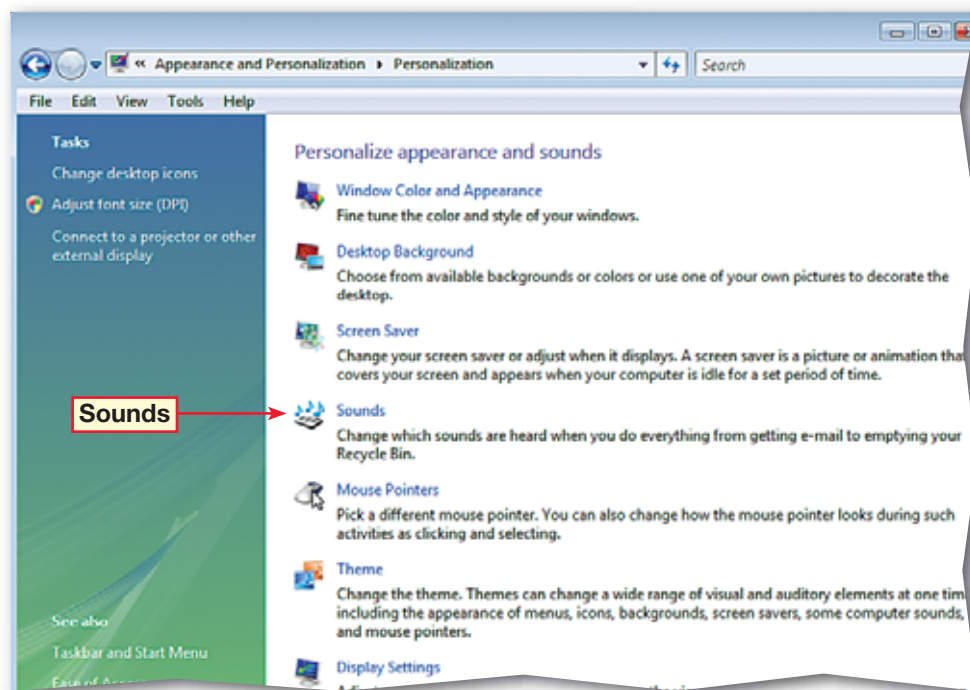 « Appearance and Personalization ▸ Personalization
Search
File Edit View Tools Help
Tasks
Change desktop icons
Adjust font size (DPI)
Connect to a projector or other
external display
See also
Taskbar and Start Menu
Ease of
Personalize appearance and sounds
Window Color and Appearance
Fine tune the color and style of your windows.
Desktop Background
Choose from available backgrounds or colors or use one of your own pictures to decorate the
desktop.
Screen Saver
Change your screen saver or adjust when it displays. A screen saver is a picture or animation that
covers your screen and appears when your computer is idle for a set period of time.
Sounds
Sounds
Change which sounds are heard when you do everything from getting e-mail to emptying your
Recycle Bin.
Mouse Pointers
Pick a different mouse pointer. You can also change how the mouse pointer looks during such
activities as clicking and selecting.
Theme
Change the theme. Themes can change a wide range of visual and auditory elements at one tim
including the appearance of menus, icons, backgrounds, screen savers, some computer sounds,
and mouse pointers.
Display Settings